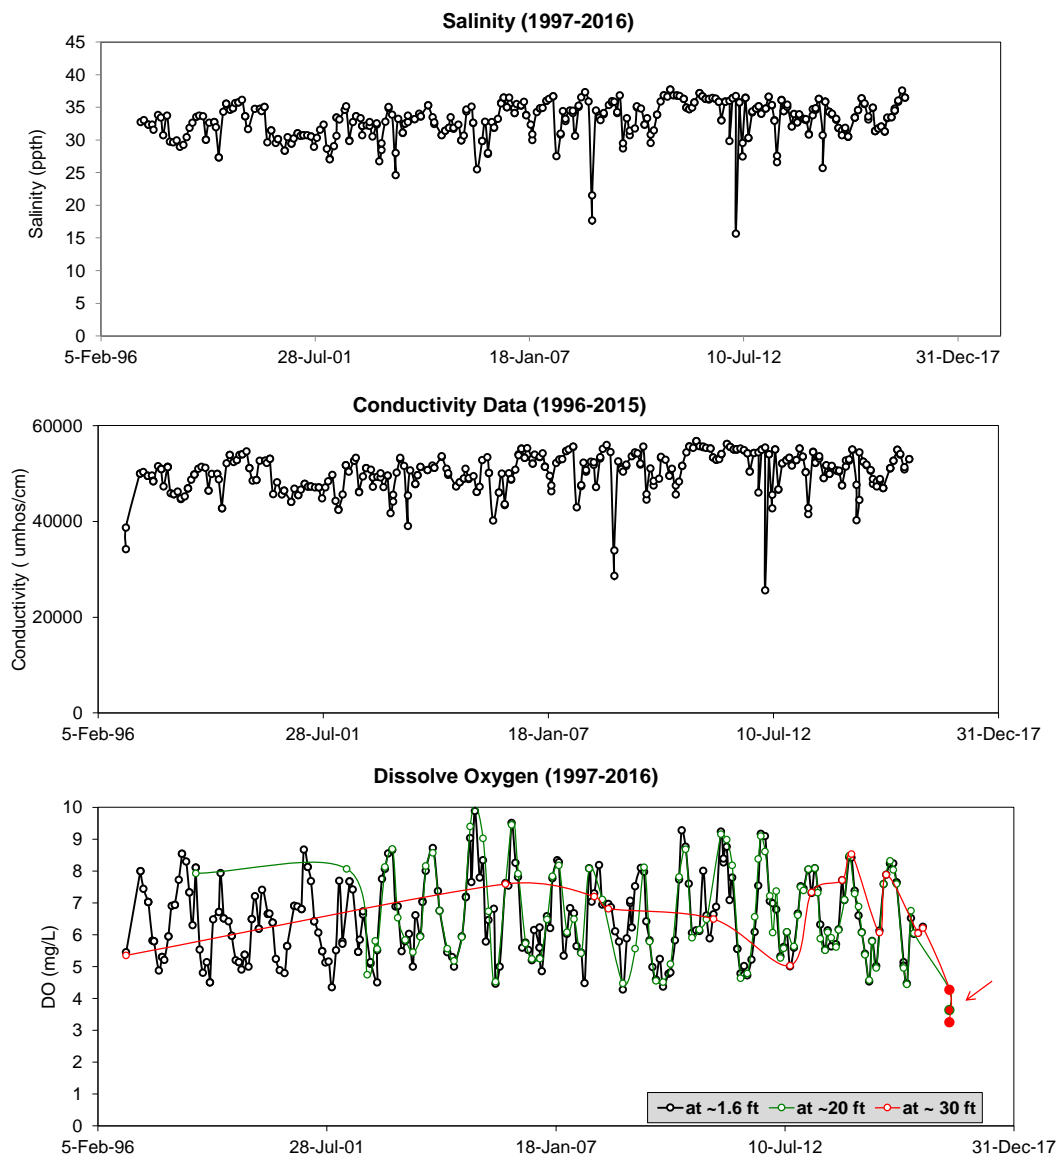 Salinity (1997-2016)
45
40
35
30
25
20
15
10
5
0
Salinity (ppth)
5-Feb-96 28-Jul-01 18-Jan-07 10-Jul-12 31-Dec-17
Conductivity Data (1996-2015)
60000
40000
20000
0
Conductivity ( umhos/cm)
5-Feb-96 28-Jul-01 18-Jan-07 10-Jul-12 31-Dec-17
Dissolve Oxygen (1997-2016)
10
9
8
7
6
5
4
3
2
1
0
DO (mg/L)
at ~1.6 ft at ~20 ft at ~ 30 ft
5-Feb-96 28-Jul-01 18-Jan-07 10-Jul-12 31-Dec-17